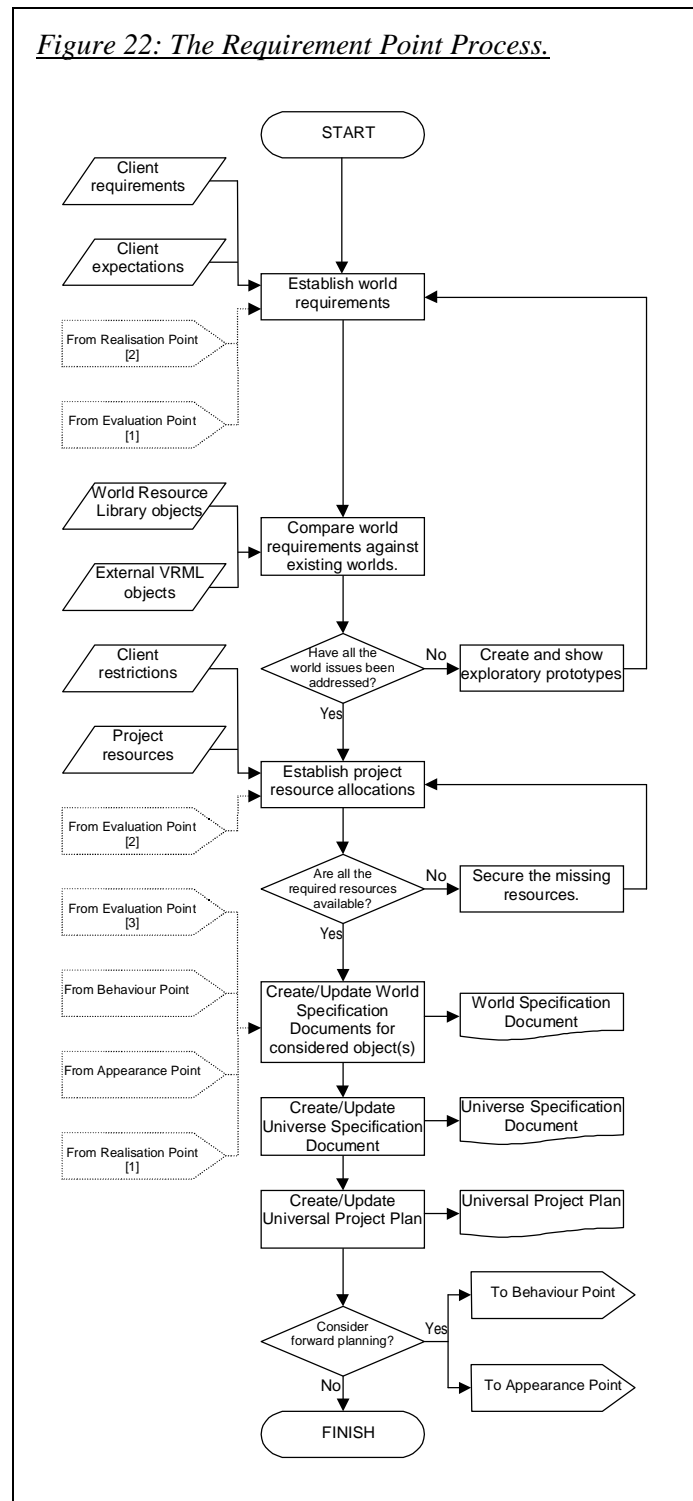 Figure 22: The Requirement Point Process.
START
Client
requirements
Client
expectations
Establish world
requirements
From Realisation Point
[2]
From Evaluation Point
[1]
World Resource
Library objects
External VRML
objects
Compare world
requirements against
existing worlds.
Client
restrictions
Have all the
world issues been
addressed?
No
Create and show
exploratory prototypes
Yes
Project
resources
Establish project
resource allocations
From Evaluation Point
[2]
Are all the
required resources
available?
No
Secure the missing
resources.
Yes
From Evaluation Point
[3]
From Behaviour Point
From Appearance Point
From Realisation Point
[1]
Create/Update World
Specification
Documents for
considered object(s)
World Specification
Document
Create/Update
Universe Specification
Document
Universe Specification
Document
Create/Update
Universal Project Plan
Universal Project Plan
Consider
forward planning?
Yes
To Behaviour Point
To Appearance Point
No
FINISH